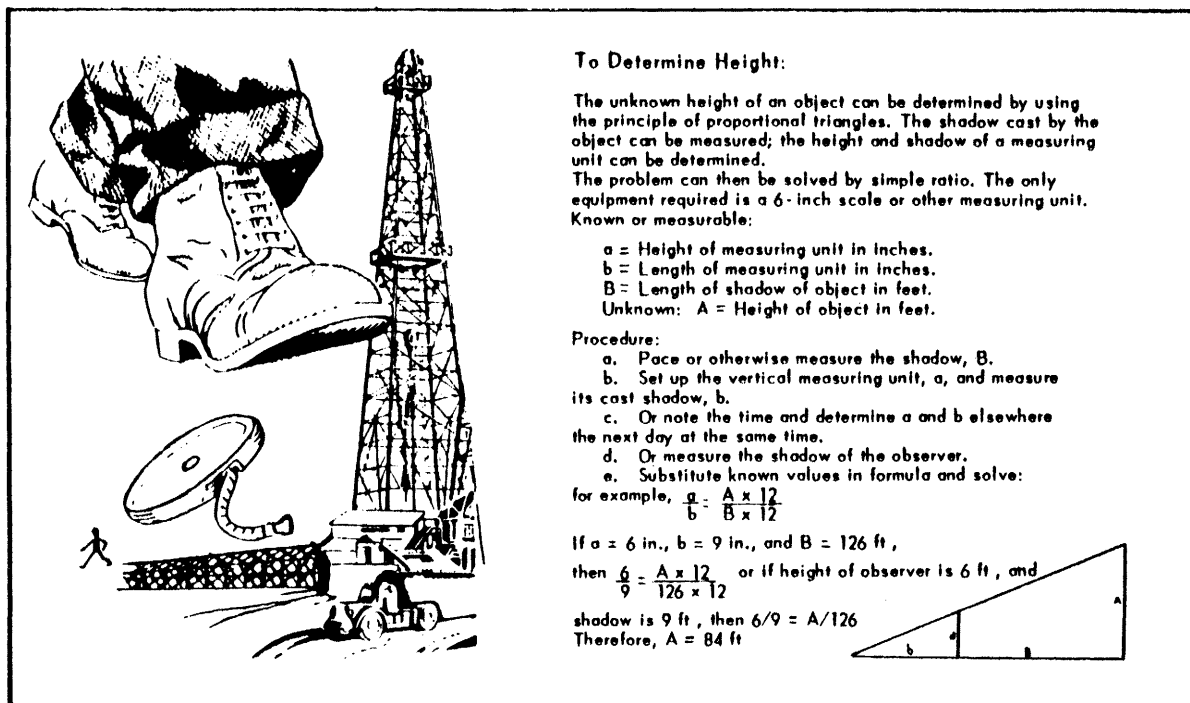 To Determine Height:
The unknown height of an object can be determined by using
the principle of proportional triangles. The shadow cast by the
object can be measured; the height and shadow of a measuring
unit can be determined.
The problem can then be solved by simple ratio. The only
equipment required is a 6-inch scale or other measuring unit.
Known or measurable:
a = Height of measuring unit in inches.
b = Length of measuring unit in inches.
B = Length of shadow of object in feet.
Unknown: A = Height of object in feet.
Procedure:
a. Pace or otherwise measure the shadow, B.
b. Set up the vertical measuring unit, a, and measure
its cast shadow, b.
c. Or note the time and determine a and b elsewhere
the next day at the same time.
d. Or measure the shadow of the observer.
e. Substitute known values in formula and solve:
for example, a/b = A x 12 / B x 12
If a = 6 in., b = 9 in., and B = 126 ft,
then 6/9 = A x 12 / 126 x 12 or if height of observer is 6 ft, and
shadow is 9 ft, then 6/9 = A/126
Therefore, A = 84 ft
A
a
b
B